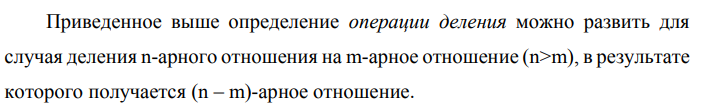 Приведенное выше определение операции деления можно развить для
случая деления n-арного отношения на m-арное отношение (n>m), в результате
которого получается (n – m)-арное отношение.